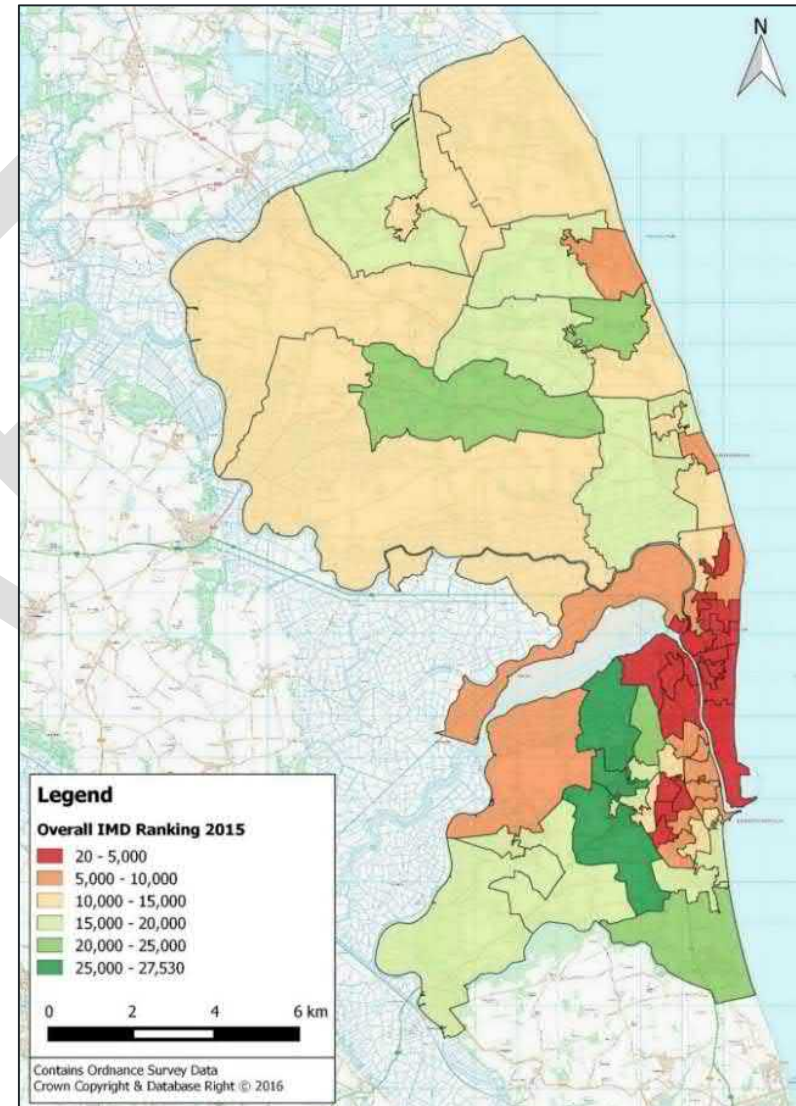 N
Legend
Overall IMD Ranking 2015
20 - 5,000
5,000 - 10,000
10,000 - 15,000
15,000 - 20,000
20,000 - 25,000
25,000 - 27,530
0 2 4 6 km
Contains Ordnance Survey Data
Crown Copyright & Database Right © 2016